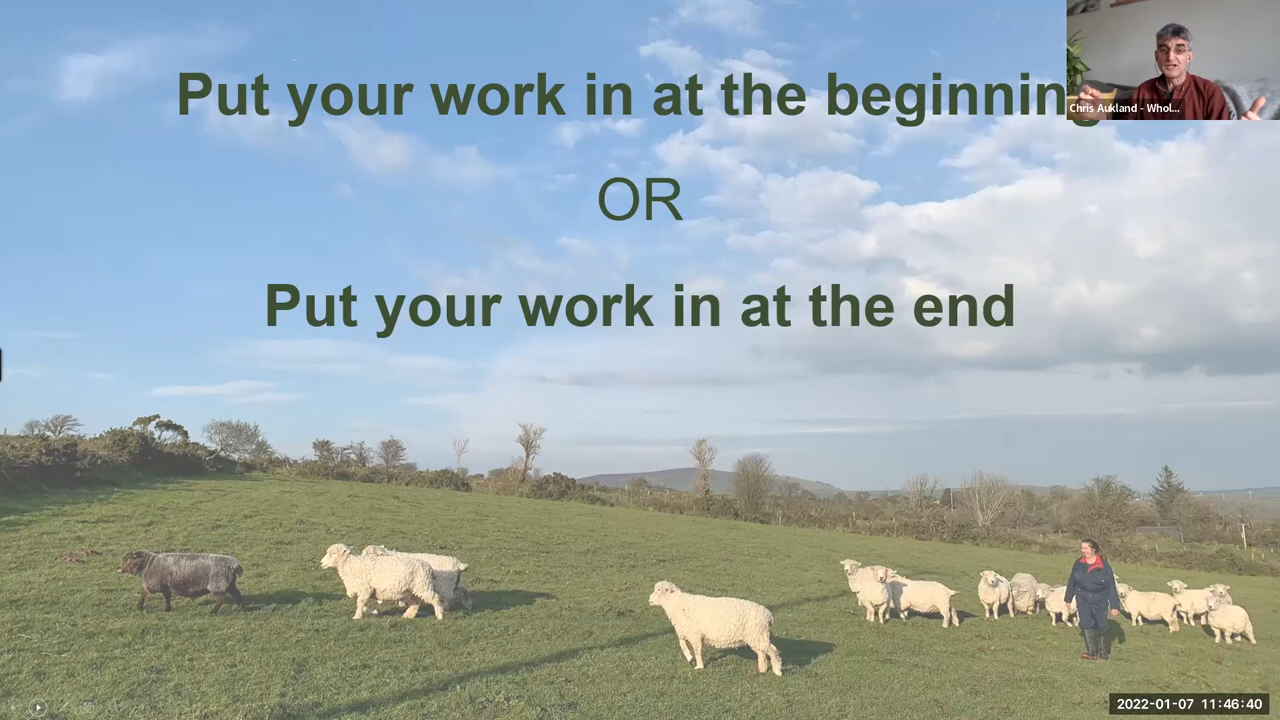 Put your work in at the beginning
Chris Aukland - Whol...
OR
Put your work in at the end
2022-01-07 11:46:40